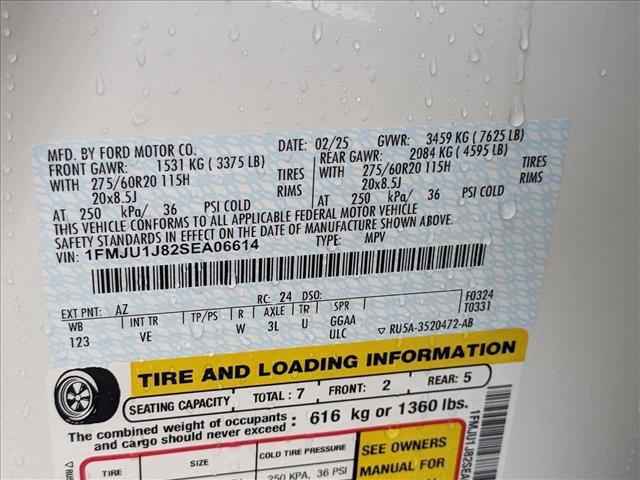 MFD. BY FORD MOTOR CO. DATE: 02/25 GVWR: 3459 KG ( 7625 LB)
FRONT GAWR: 1531 KG ( 3375 LB) REAR GAWR: 2084 KG ( 4595 LB)
WITH 275/60R20 115H TIRES WITH 275/60R20 115H TIRES
20x8.5J RIMS 20x8.5J RIMS
AT 250 kPa/ 36 PSI COLD AT 250 kPa/ 36 PSI COLD
THIS VEHICLE CONFORMS TO ALL APPLICABLE FEDERAL MOTOR VEHICLE
SAFETY STANDARDS IN EFFECT ON THE DATE OF MANUFACTURE SHOWN ABOVE.
VIN: 1FMJU1J82SEA06614 TYPE: MPV
EXT PNT: AZ RC: 24 DSO: F0324
WB INT TR TP/PS R AXLE TR SPR T0331
123 VE W 3L U GGAA
ULC ▽ RU5A-3520472-AB
TIRE AND LOADING INFORMATION
SEATING CAPACITY TOTAL : 7 FRONT: 2 REAR: 5
The combined weight of occupants and cargo should never exceed : 616 kg or 1360 lbs.
TIRE SIZE COLD TIRE PRESSURE
250 KPA, 36 PSI
SEE OWNERS
MANUAL FOR
1FMJU1J82SEA